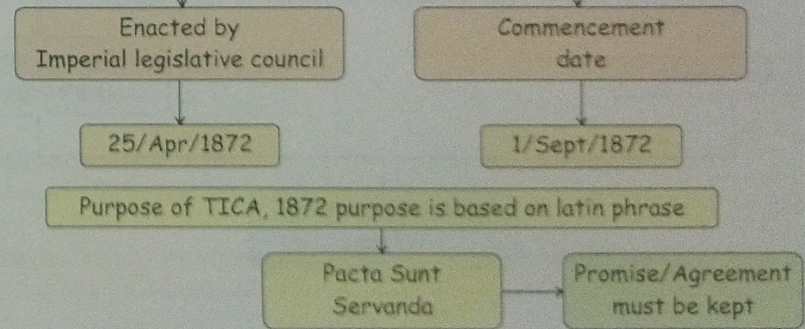 Enacted by
Imperial legislative council
Commencement
date
25/Apr/1872
1/Sept/1872
Purpose of TICA, 1872 purpose is based on latin phrase
Pacta Sunt
Servanda
Promise/Agreement
must be kept